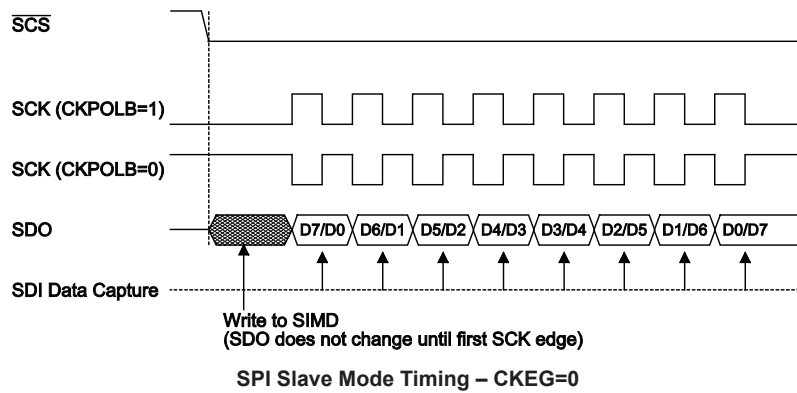 SCS
SCK (CKPOLB=1)
SCK (CKPOLB=0)
SDO
D7/D0 D6/D1 D5/D2 D4/D3 D3/D4 D2/D5 D1/D6 D0/D7
SDI Data Capture
Write to SIMD
(SDO does not change until first SCK edge)
SPI Slave Mode Timing – CKEG=0